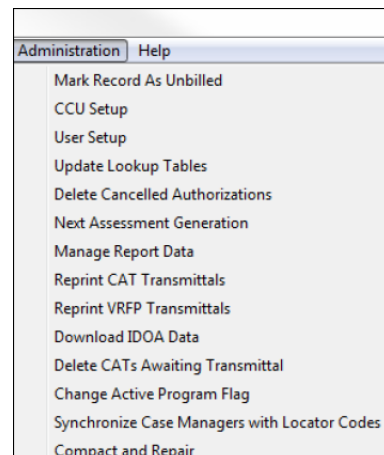 Administration Help
Mark Record As Unbilled
CCU Setup
User Setup
Update Lookup Tables
Delete Cancelled Authorizations
Next Assessment Generation
Manage Report Data
Reprint CAT Transmittals
Reprint VRFP Transmittals
Download IDOA Data
Delete CATs Awaiting Transmittal
Change Active Program Flag
Synchronize Case Managers with Locator Codes
Compact and Repair